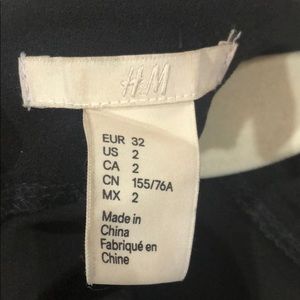 H&M
EUR 32
US 2
CA 2
CN 155/76A
MX 2
Made in
China
Fabriqué en
Chine